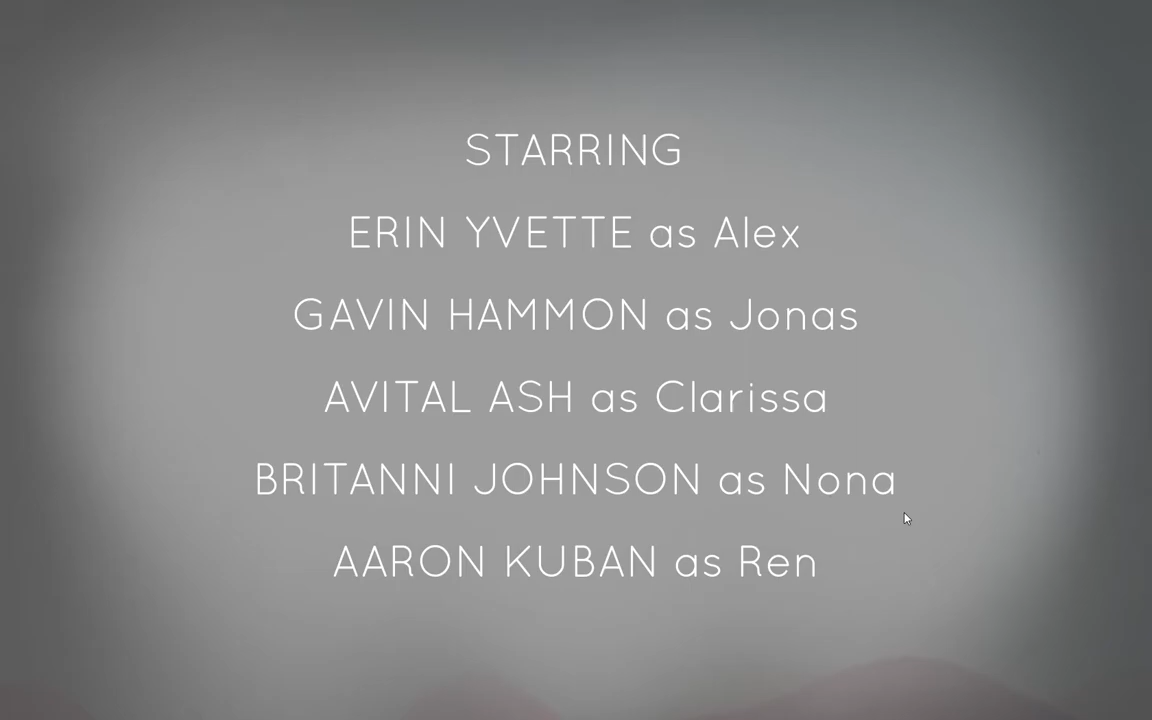 STARRING
ERIN YVETTE as Alex
GAVIN HAMMON as Jonas
AVITAL ASH as Clarissa
BRITANNI JOHNSON as Nona
AARON KUBAN as Ren